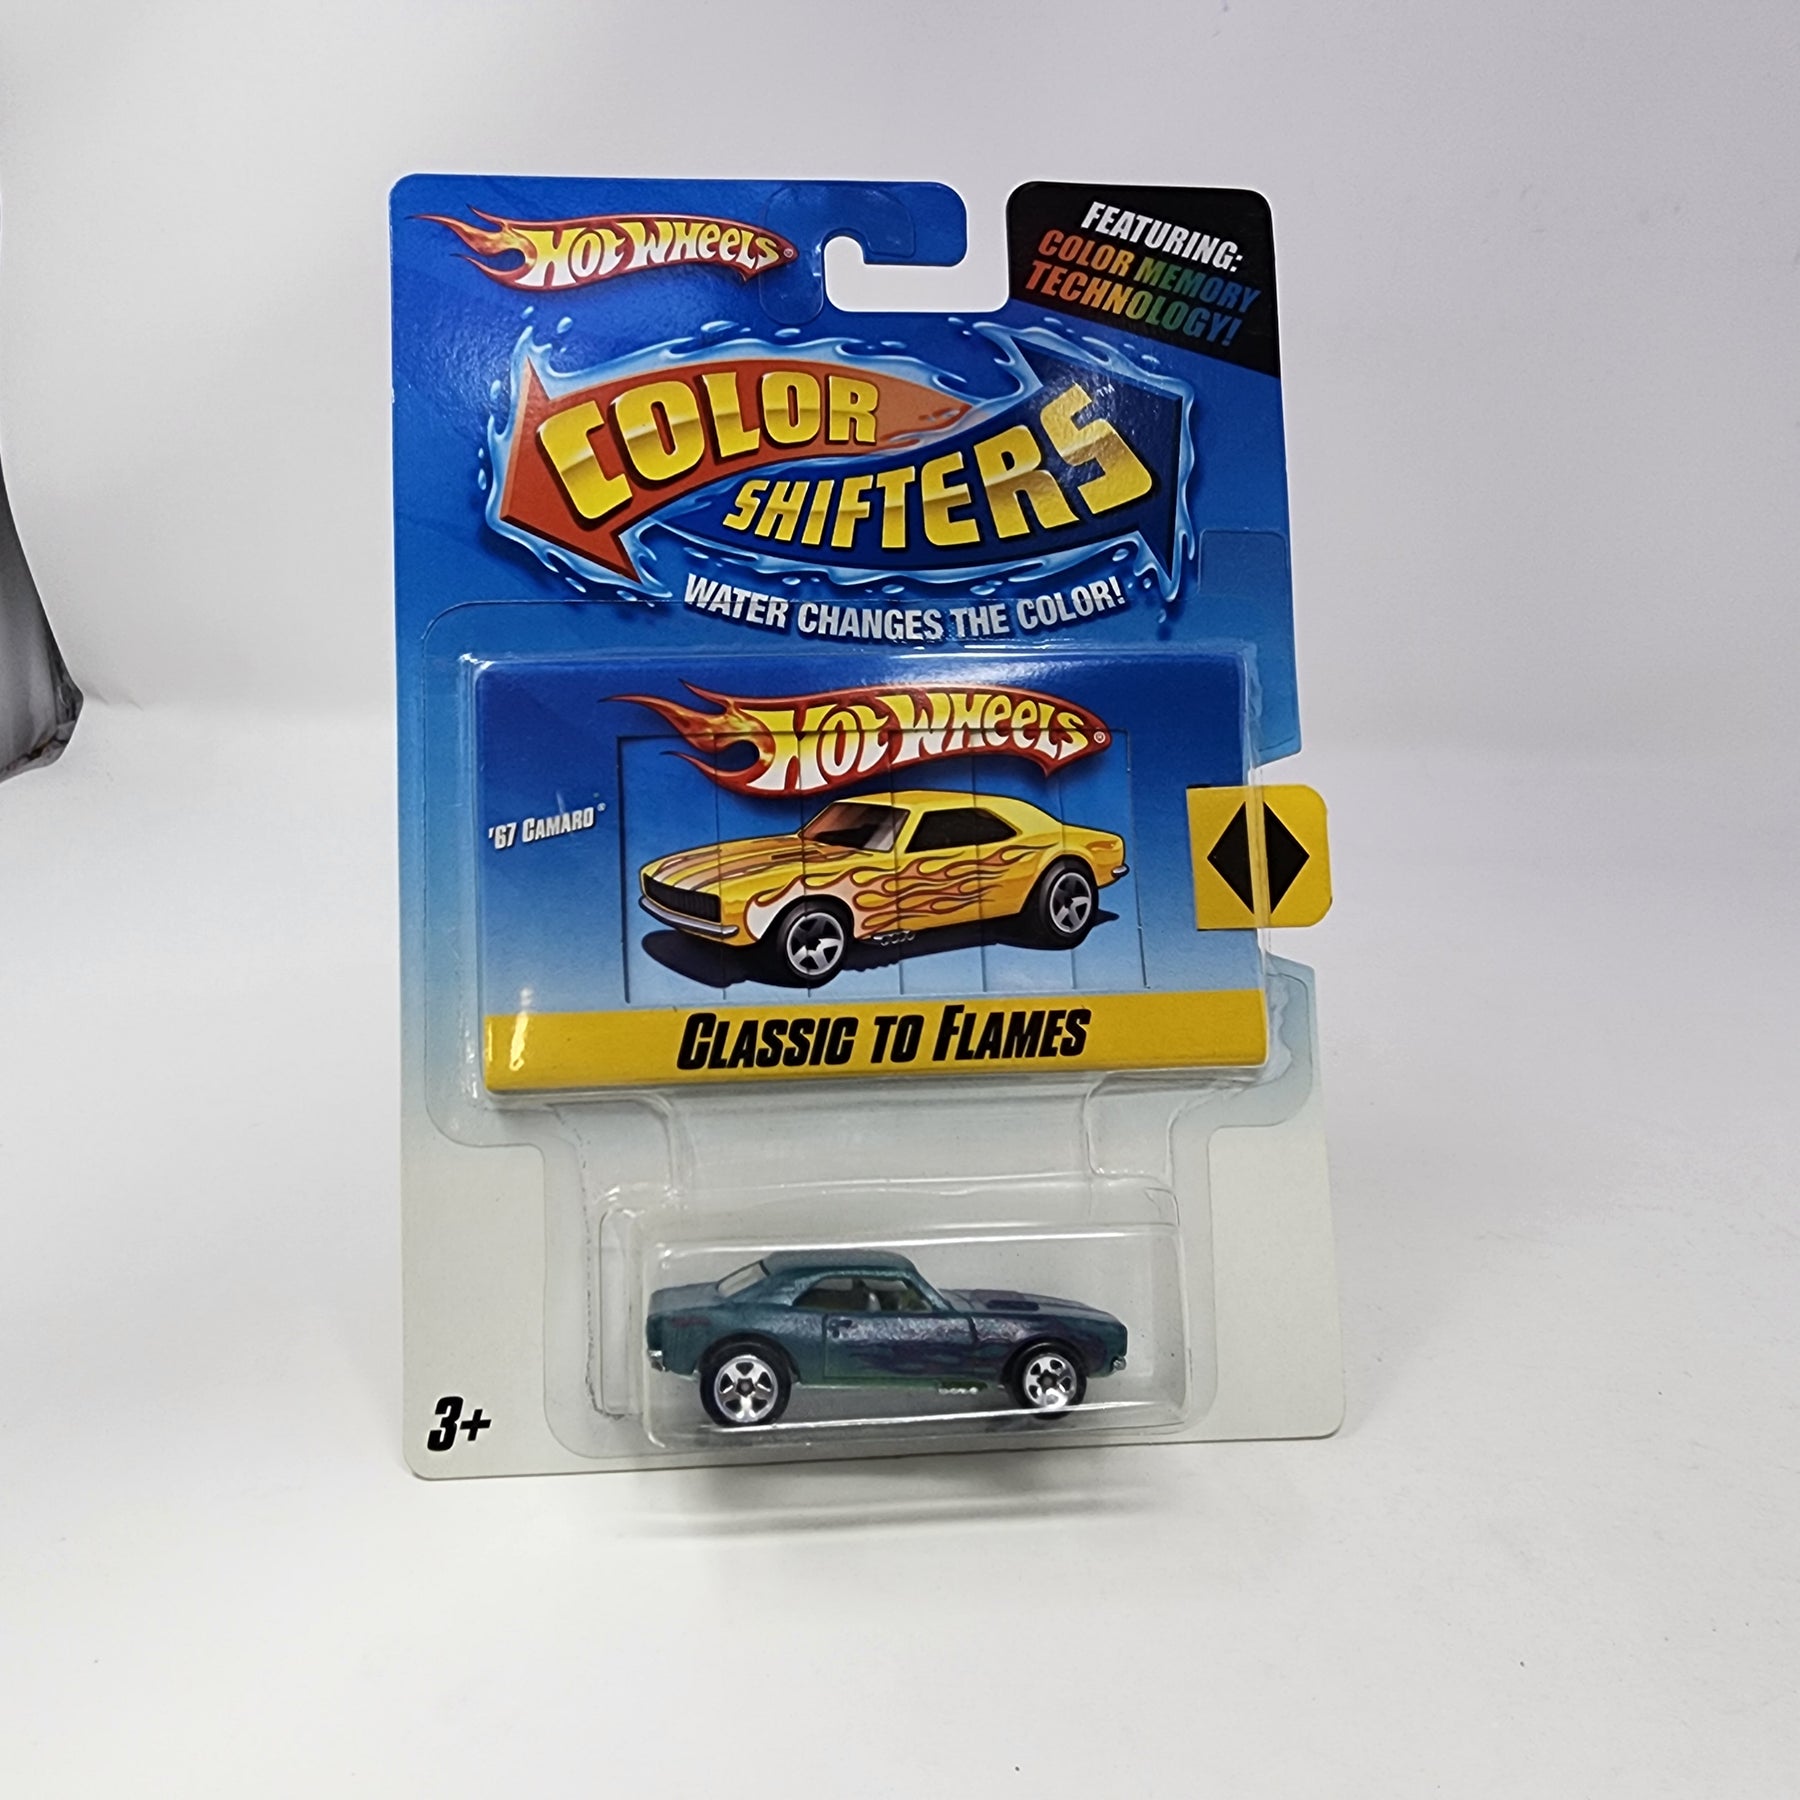 HOT WHEELS®
FEATURING:
COLOR MEMORY
TECHNOLOGY!
COLOR
SHIFTERS™
WATER CHANGES THE COLOR!
HOT WHEELS®
'67 CAMARO®
CLASSIC TO FLAMES
3+